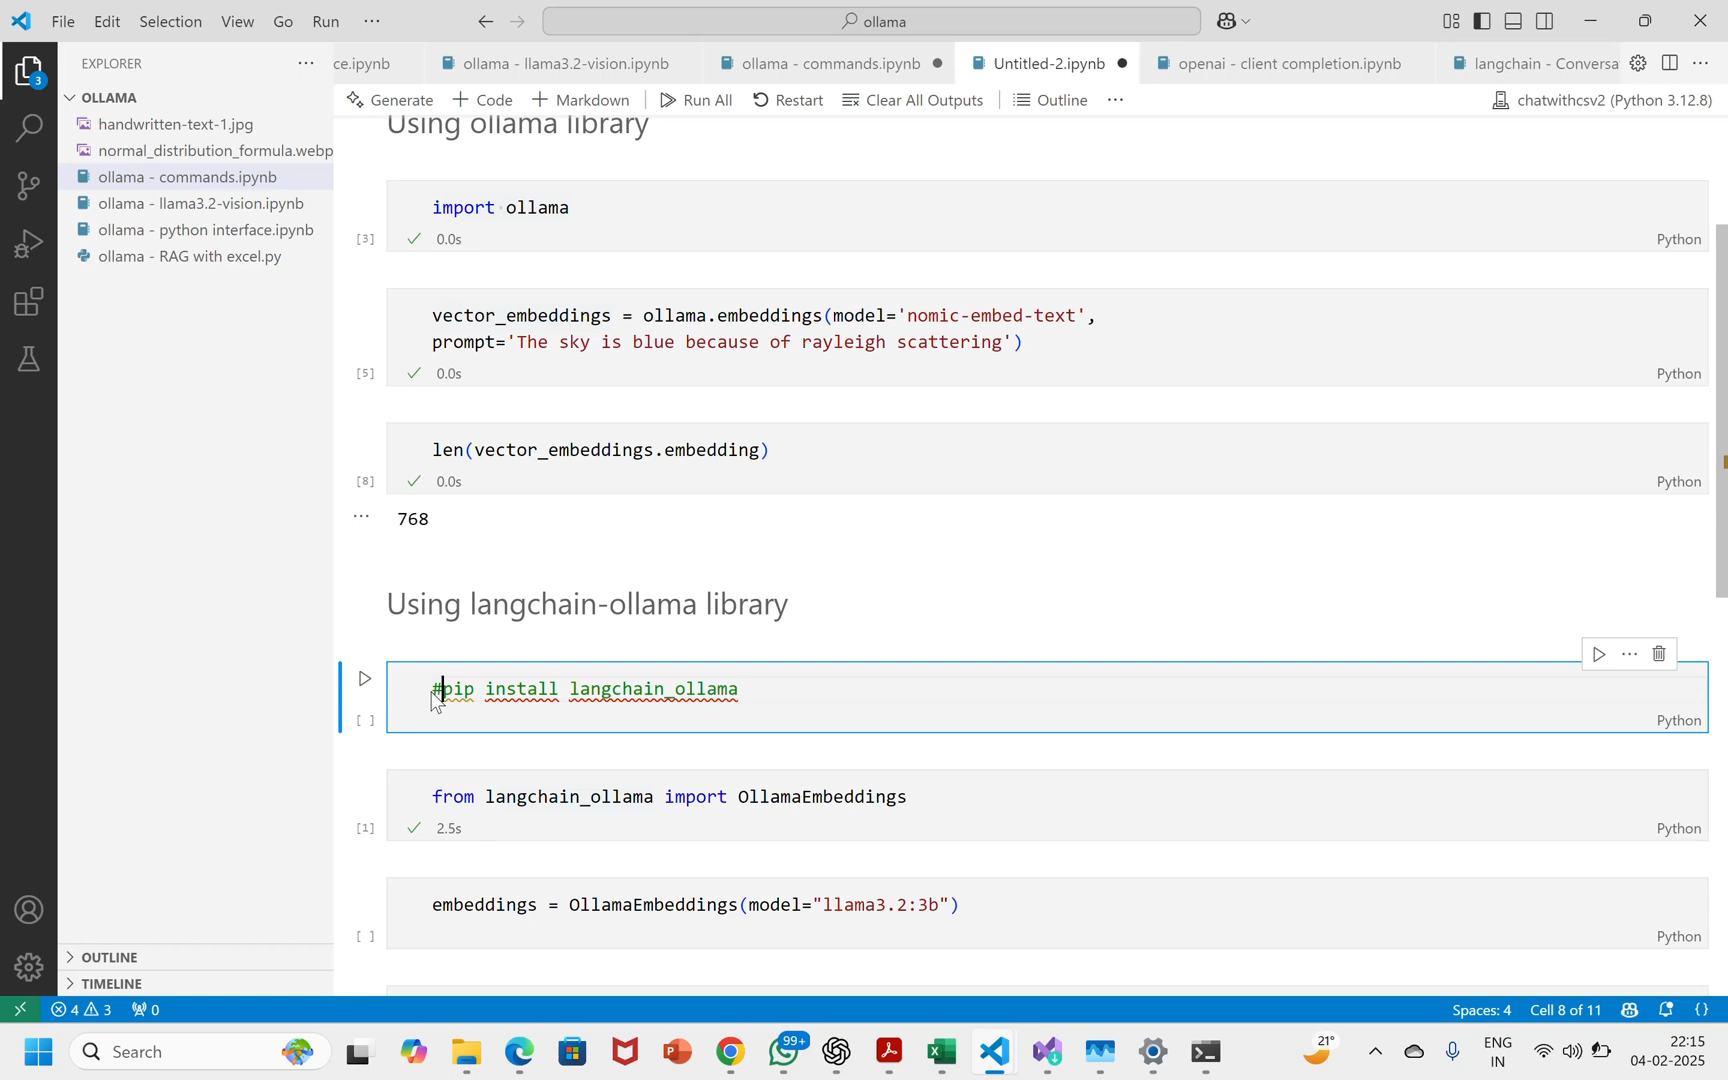 File Edit Selection View Go Run ...
ollama
3
EXPLORER ...
OLLAMA
handwritten-text-1.jpg
normal_distribution_formula.webp
ollama - commands.ipynb
ollama - llama3.2-vision.ipynb
ollama - python interface.ipynb
ollama - RAG with excel.py
OUTLINE
TIMELINE
ce.ipynb ollama - llama3.2-vision.ipynb ollama - commands.ipynb Untitled-2.ipynb openai - client completion.ipynb langchain - Conversa ...
Generate + Code + Markdown Run All Restart Clear All Outputs Outline ... chatwithcsv2 (Python 3.12.8)
Using ollama library
import ollama
[3] 0.0s Python
vector_embeddings = ollama.embeddings(model='nomic-embed-text',
prompt='The sky is blue because of rayleigh scattering')
[5] 0.0s Python
len(vector_embeddings.embedding)
[8] 0.0s Python
... 768
Using langchain-ollama library
...
#pip install langchain_ollama
[ ] Python
from langchain_ollama import OllamaEmbeddings
[1] 2.5s Python
embeddings = OllamaEmbeddings(model="llama3.2:3b")
[ ] Python
4 3 0 Spaces: 4 Cell 8 of 11 {}
Search 99+ 21° ENG 22:15
IN 04-02-2025